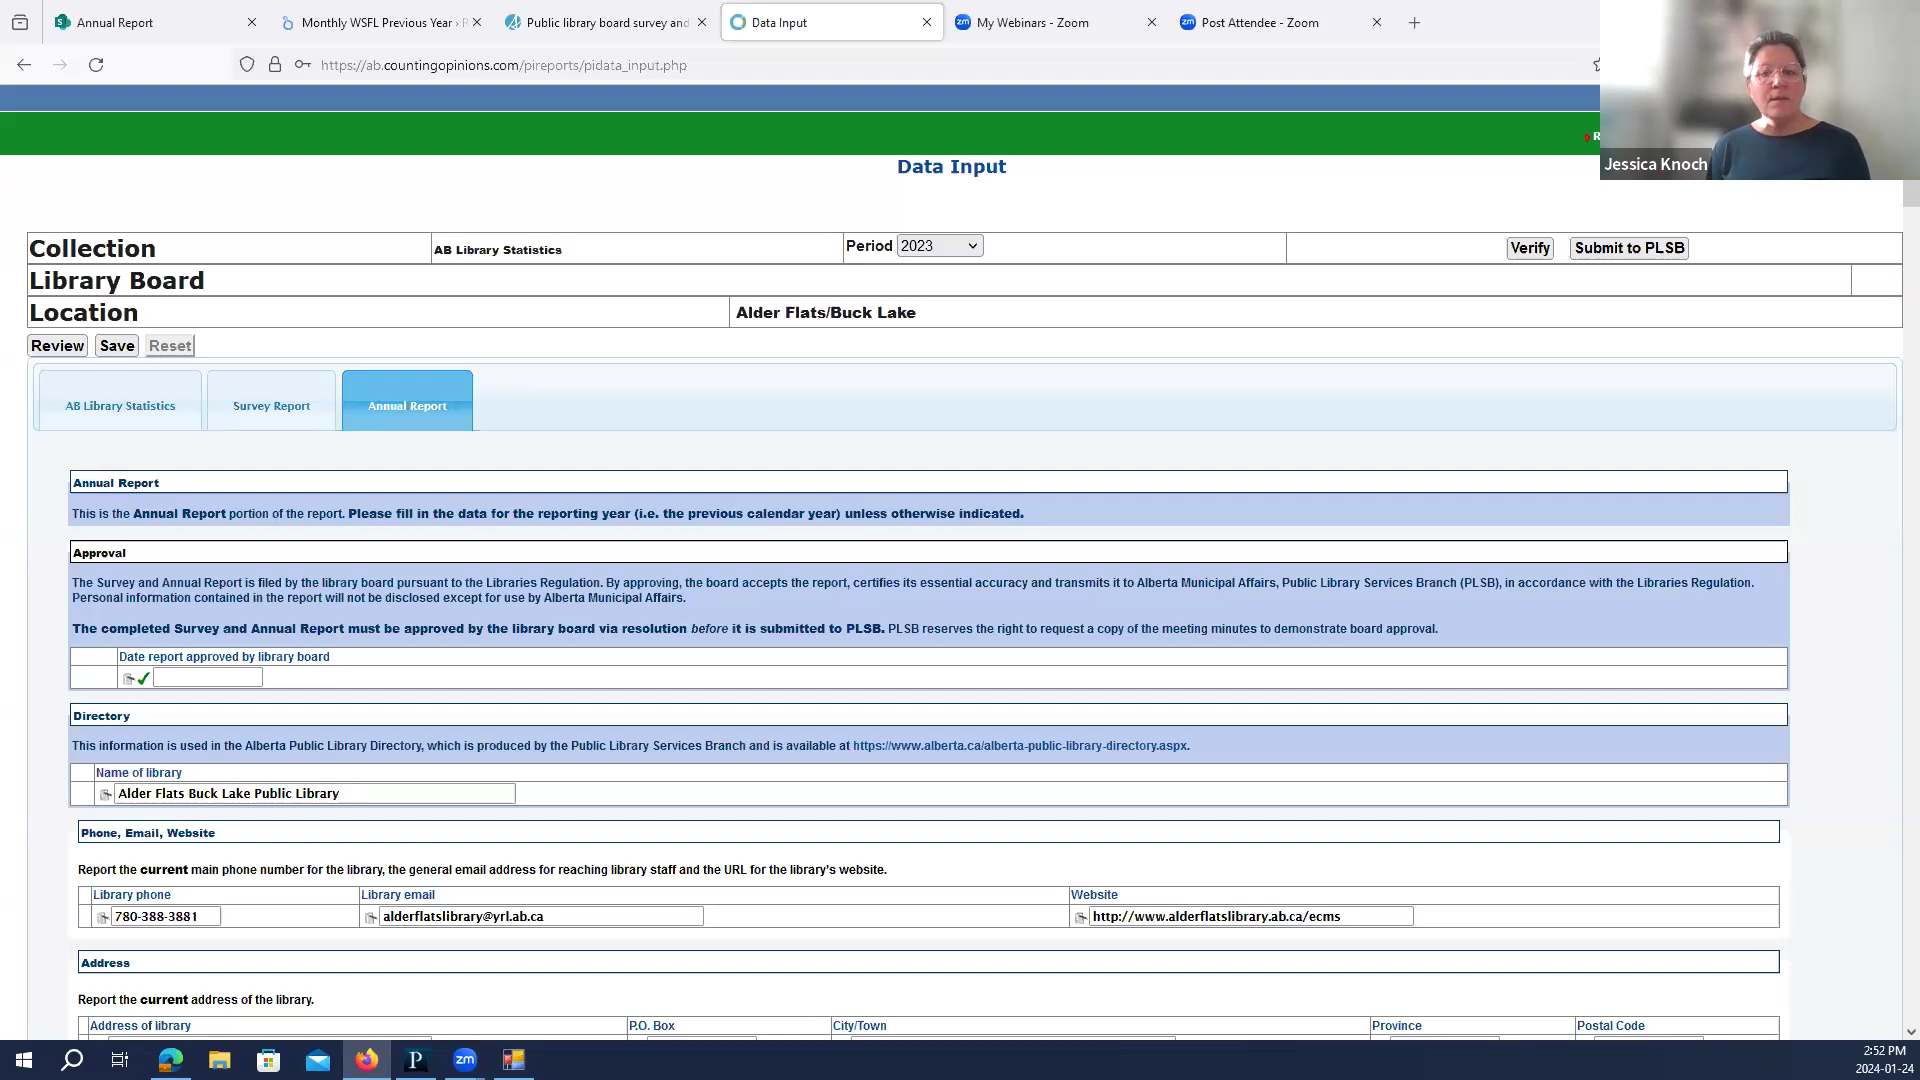 Annual Report
Monthly WSFL Previous Year ›
Public library board survey and
Data Input
My Webinars - Zoom
Post Attendee - Zoom
https://ab.countingopinions.com/pireports/pidata_input.php
Jessica Knoch
Data Input
Collection
AB Library Statistics
Period 2023
Verify
Submit to PLSB
Library Board
Location
Alder Flats/Buck Lake
Review
Save
Reset
AB Library Statistics
Survey Report
Annual Report
Annual Report
This is the Annual Report portion of the report. Please fill in the data for the reporting year (i.e. the previous calendar year) unless otherwise indicated.
Approval
The Survey and Annual Report is filed by the library board pursuant to the Libraries Regulation. By approving, the board accepts the report, certifies its essential accuracy and transmits it to Alberta Municipal Affairs, Public Library Services Branch (PLSB), in accordance with the Libraries Regulation.
Personal information contained in the report will not be disclosed except for use by Alberta Municipal Affairs.
The completed Survey and Annual Report must be approved by the library board via resolution before it is submitted to PLSB. PLSB reserves the right to request a copy of the meeting minutes to demonstrate board approval.
Date report approved by library board
Directory
This information is used in the Alberta Public Library Directory, which is produced by the Public Library Services Branch and is available at https://www.alberta.ca/alberta-public-library-directory.aspx.
Name of library
Alder Flats Buck Lake Public Library
Phone, Email, Website
Report the current main phone number for the library, the general email address for reaching library staff and the URL for the library's website.
Library phone
Library email
Website
780-388-3881
alderflatslibrary@yrl.ab.ca
http://www.alderflatslibrary.ab.ca/ecms
Address
Report the current address of the library.
Address of library
P.O. Box
City/Town
Province
Postal Code
2:52 PM
2024-01-24